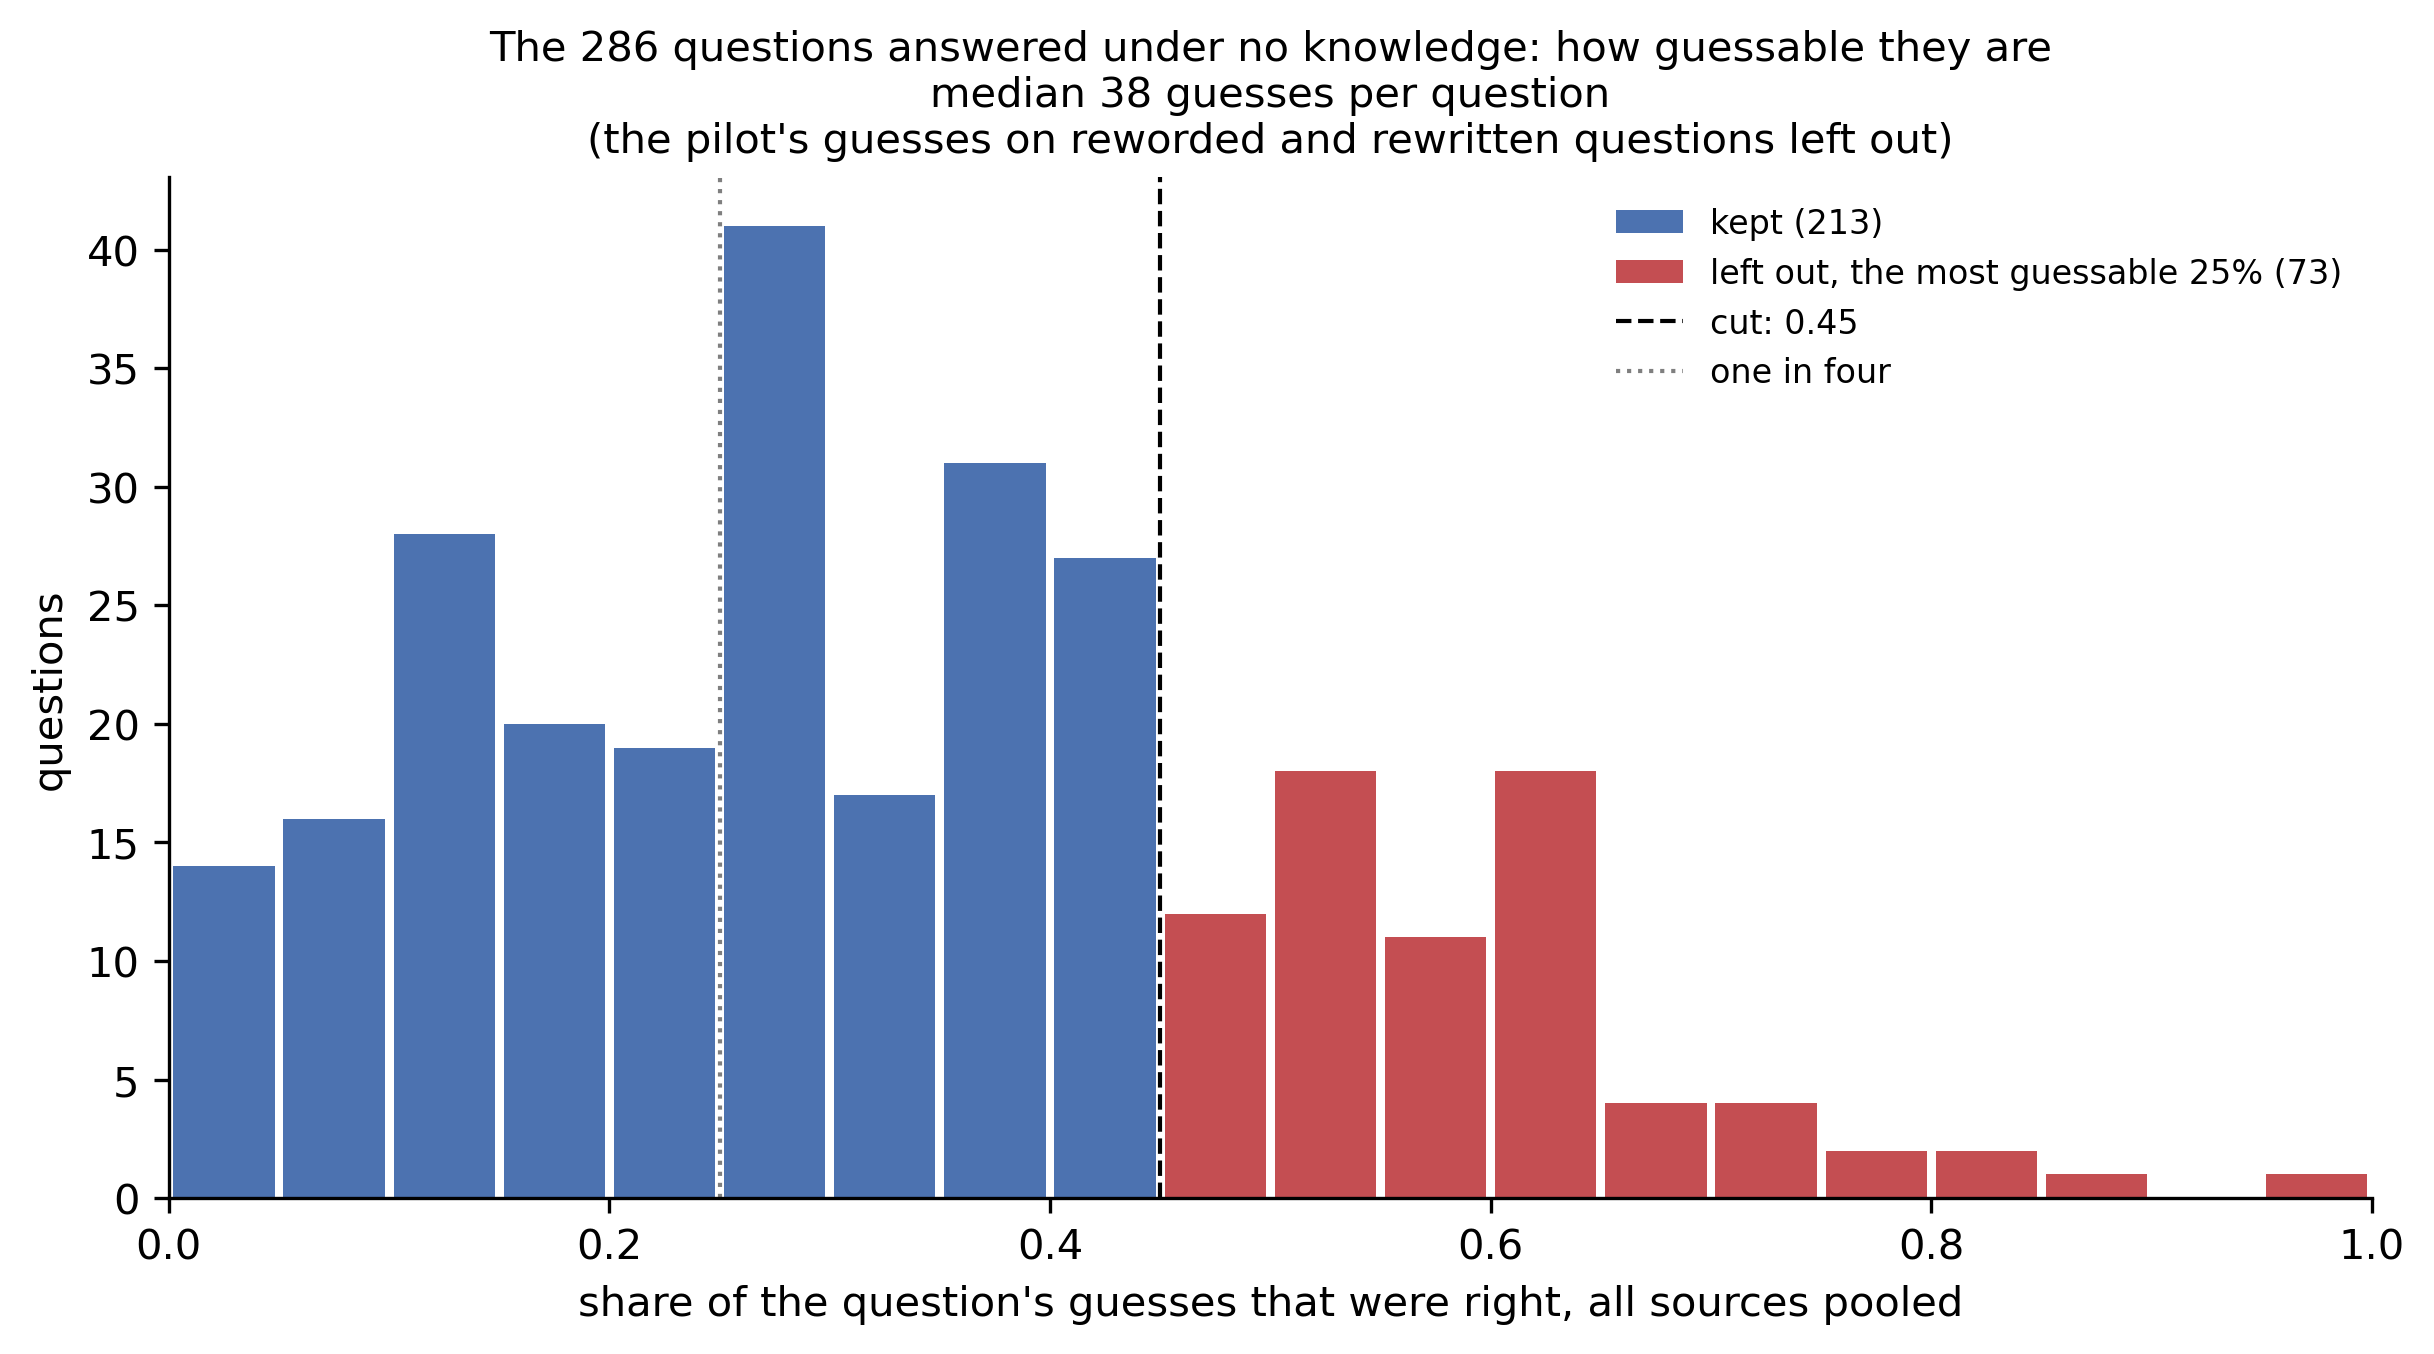 The 286 questions answered under no knowledge: how guessable they are
median 38 guesses per question
(the pilot's guesses on reworded and rewritten questions left out)
kept (213)
left out, the most guessable 25% (73)
cut: 0.45
one in four
questions
40
35
30
25
20
15
10
5
0
0.0
0.2
0.4
0.6
0.8
1.0
share of the question's guesses that were right, all sources pooled